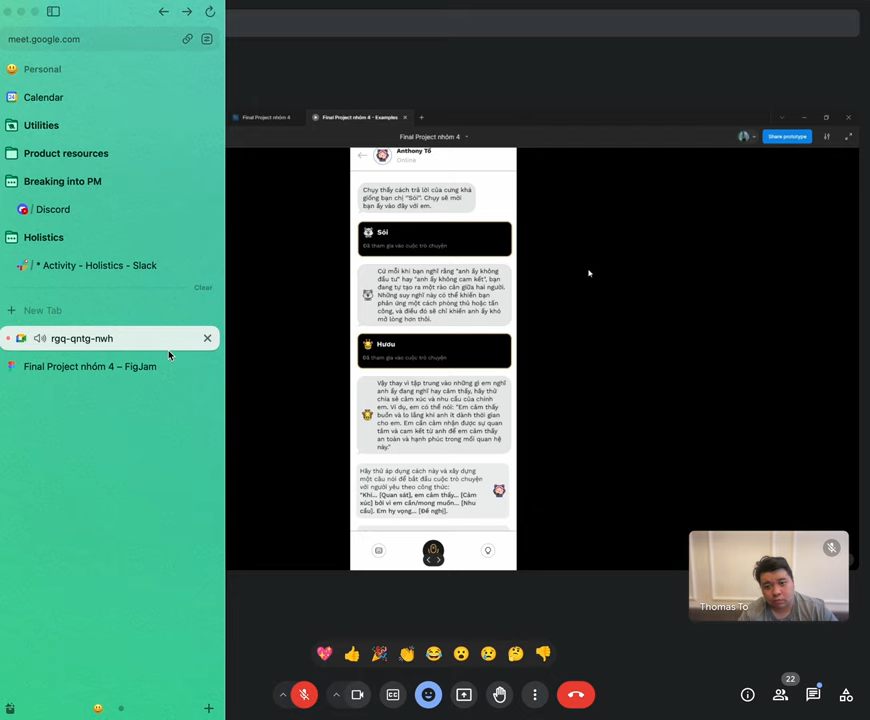 meet.google.com
Personal
Calendar
Utilities
Product resources
Breaking into PM
/ Discord
Holistics
/ * Activity - Holistics - Slack
Clear
New Tab
rgq-qntg-nwh
Final Project nhóm 4 – FigJam
Final Project nhóm 4
Final Project nhóm 4 - Examples
Final Project nhóm 4
Share prototype
Anthony Tô
Online
Chụy thấy cách trả lời của cưng khá
giống bạn chị "Sói". Chụy sẽ mời
bạn ấy vào đây với em.
Sói
Đã tham gia vào cuộc trò chuyện
Cứ mỗi khi bạn nghĩ rằng "anh ấy không
đầu tư" hay "anh ấy không cam kết", bạn
đang tự tạo ra một rào cản giữa hai người.
Những suy nghĩ này có thể khiến bạn
phản ứng một cách phòng thủ hoặc tấn
công, và điều đó sẽ chỉ khiến anh ấy khó
mở lòng hơn thôi.
Hươu
Đã tham gia vào cuộc trò chuyện
Vậy thay vì tập trung vào những gì em nghĩ
anh ấy đang nghĩ hay cảm thấy, hãy thử
chia sẻ cảm xúc và nhu cầu của chính
em. Ví dụ, em có thể nói: "Em cảm thấy
buồn và lo lắng khi anh ít dành thời gian
cho em. Em cần cảm nhận được sự quan
tâm và cam kết từ anh để em cảm thấy
an toàn và hạnh phúc trong mối quan hệ
này."
Hãy thử áp dụng cách này và xây dựng
một câu nói để bắt đầu cuộc trò chuyện
với người yêu theo công thức:
"Khi... [Quan sát], em cảm thấy... [Cảm
xúc] bởi vì em cần/mong muốn... [Nhu
cầu]. Em hy vọng... [Đề nghị].
Thomas To
22